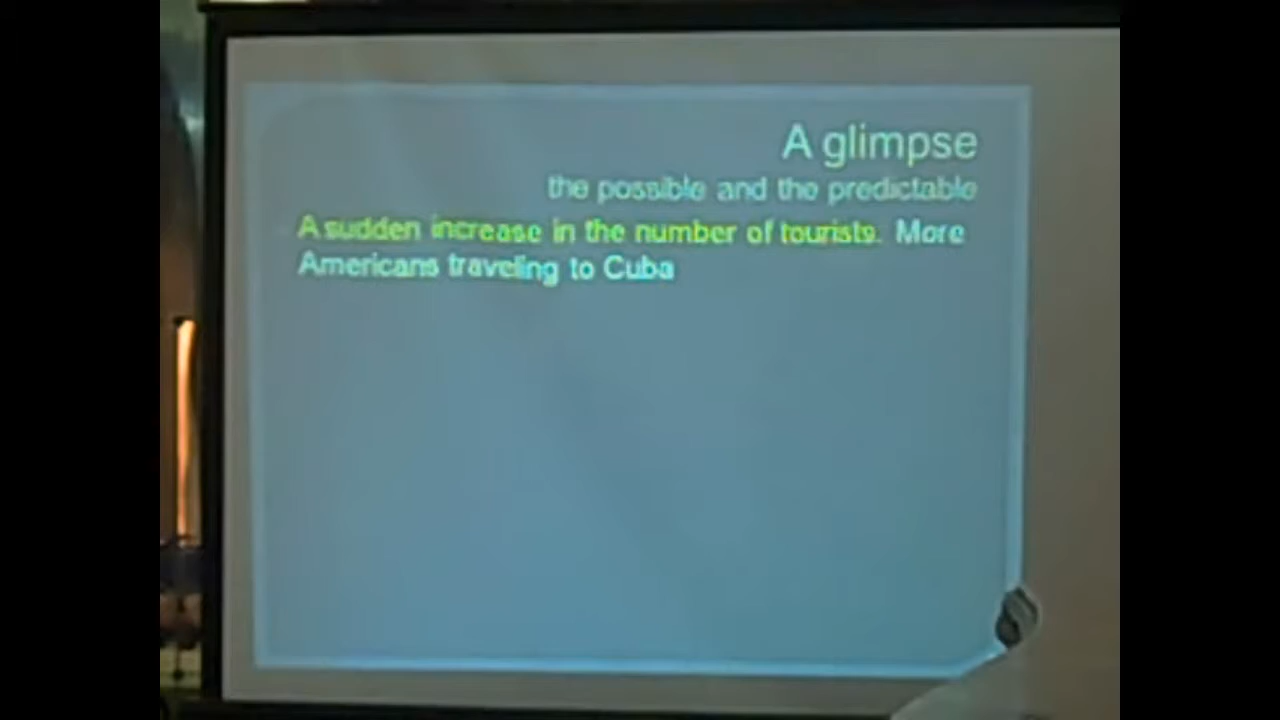 A glimpse
the possible and the predictable
A sudden increase in the number of tourists. More
Americans traveling to Cuba